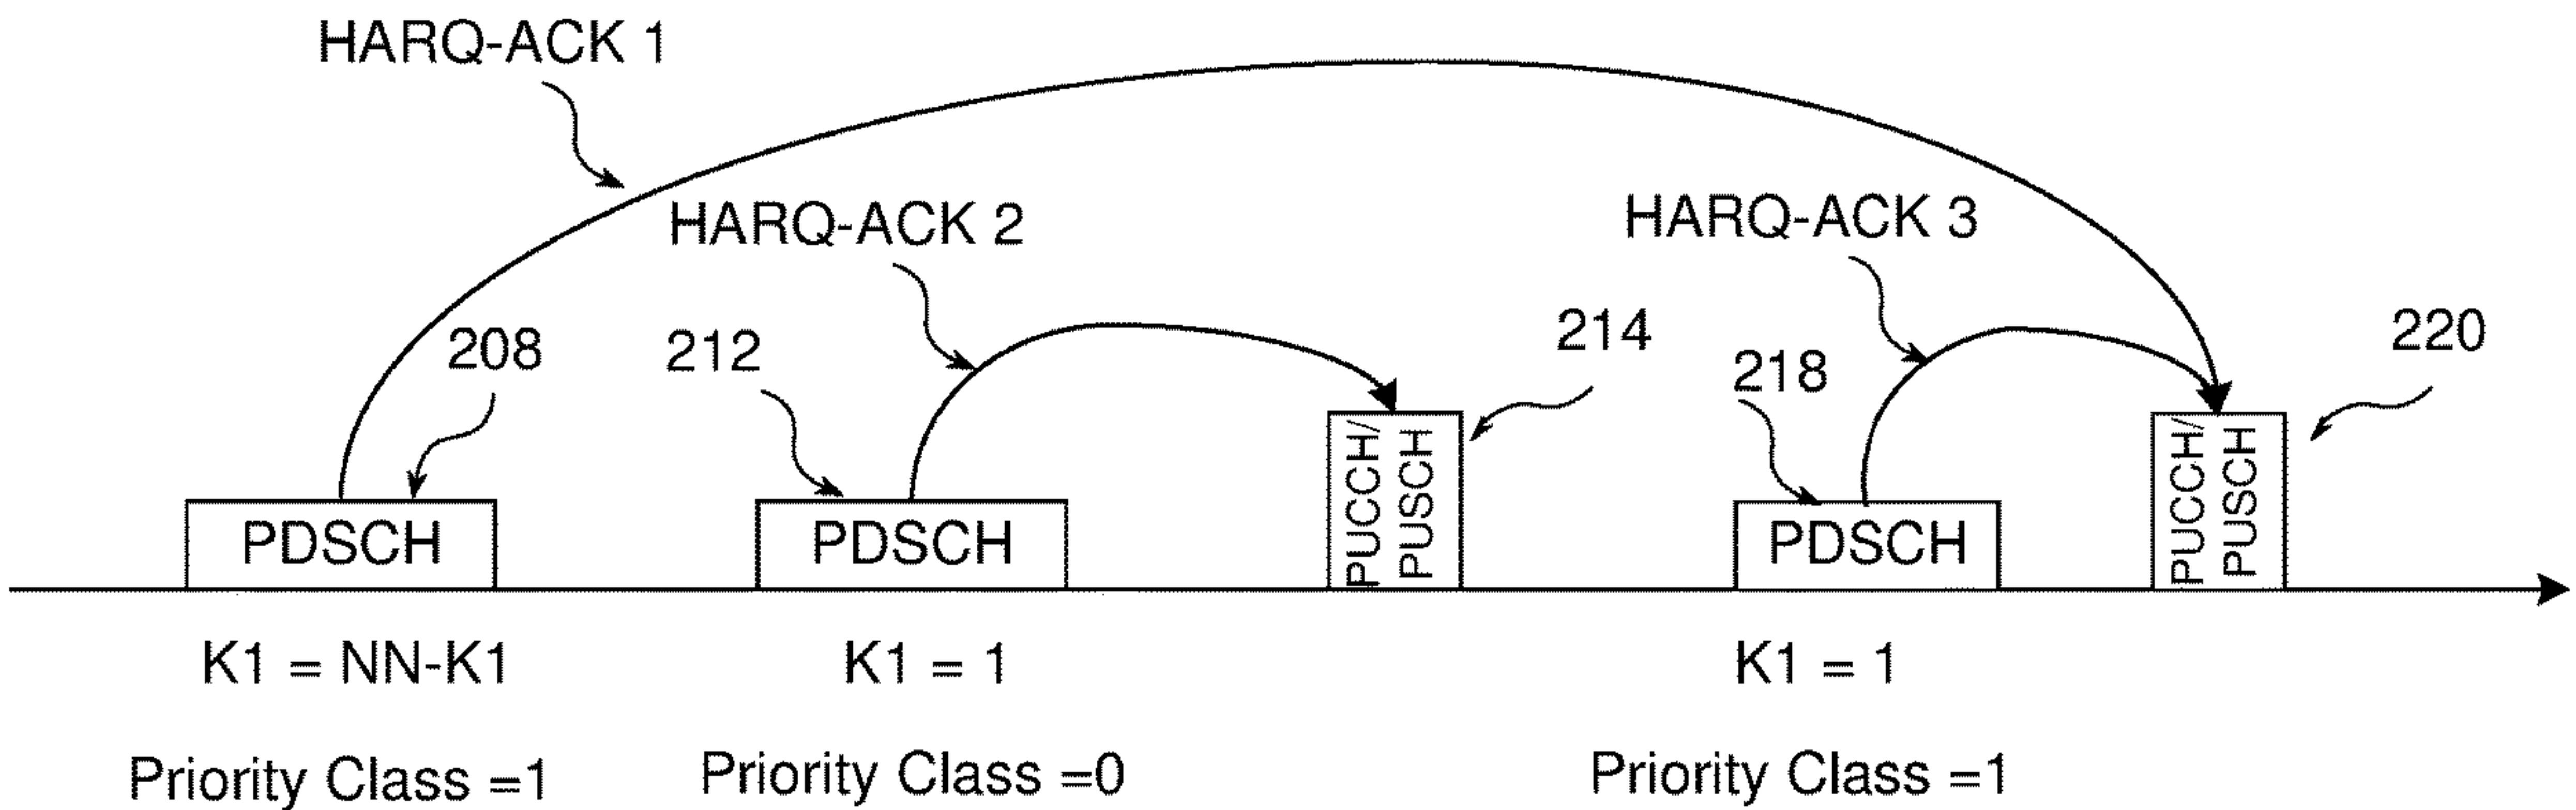 HARQ-ACK 1
HARQ-ACK 2
HARQ-ACK 3
208
212
214
218
220
PDSCH
PDSCH
PUCCH/
PUSCH
PDSCH
PUCCH/
PUSCH
K1 = NN-K1
K1 = 1
K1 = 1
Priority Class =1
Priority Class =0
Priority Class =1